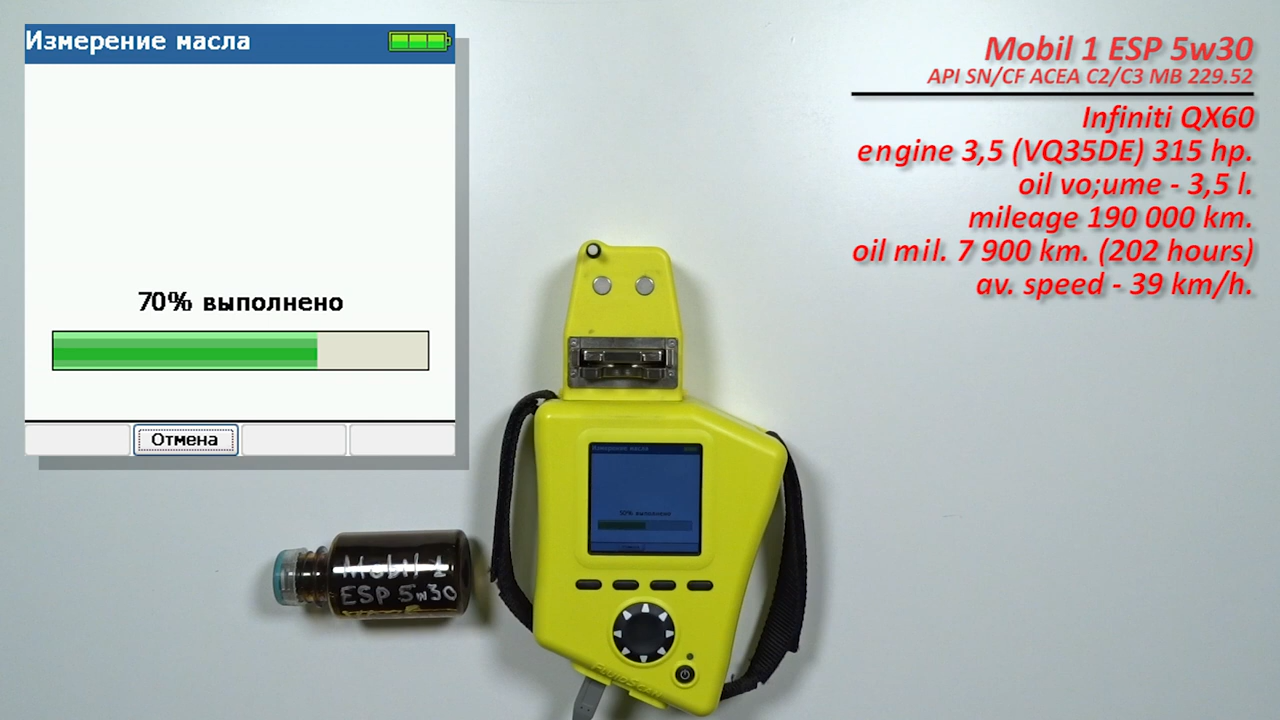 Измерение масла
70% выполнено
Отмена
Mobil 1 ESP 5w30
API SN/CF ACEA C2/C3 MB 229.52
Infiniti QX60
engine 3,5 (VQ35DE) 315 hp.
oil vo;ume - 3,5 l.
mileage 190 000 km.
oil mil. 7 900 km. (202 hours)
av. speed - 39 km/h.
Измерение масла
50% выполнено
Mobil 1
ESP 5w30
FLUIDSCAN